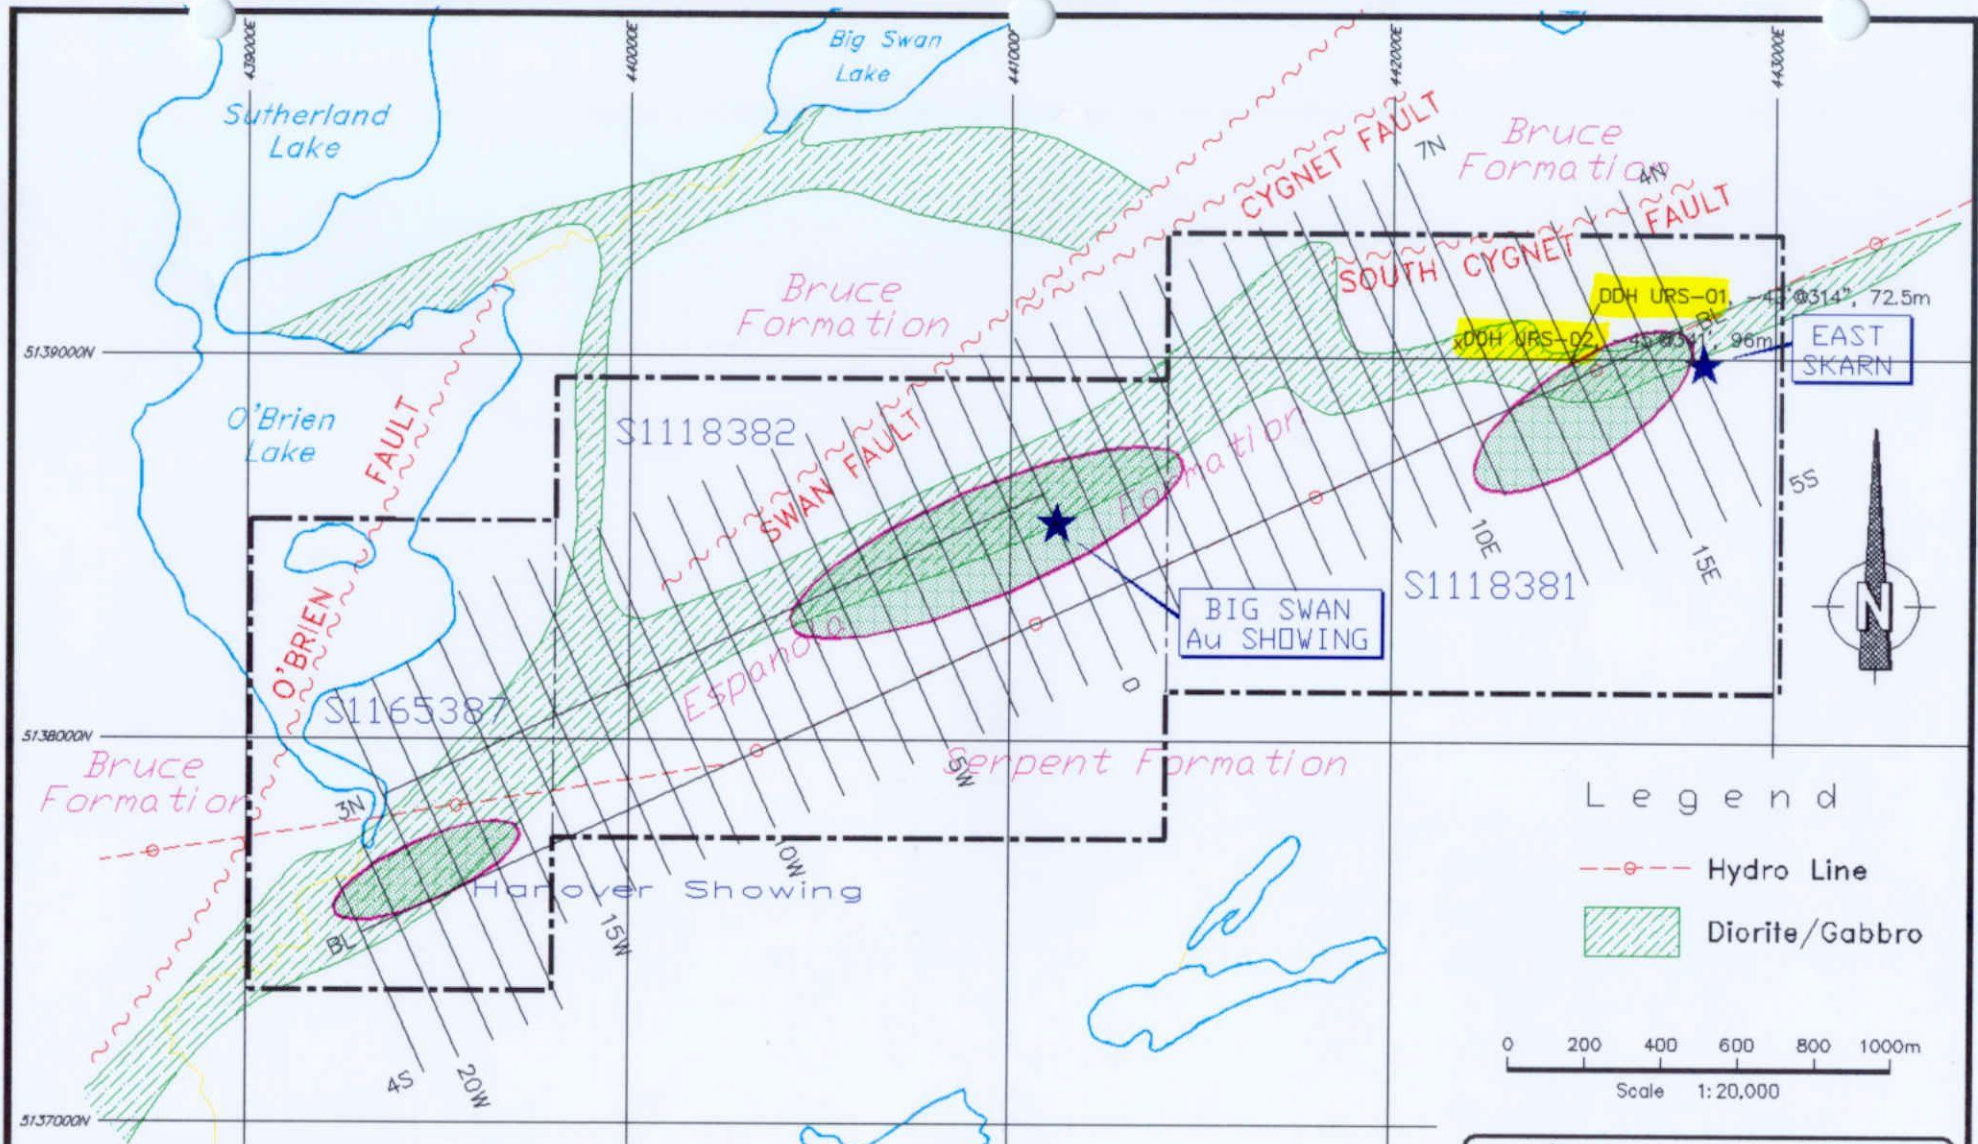 439000E
440000E
441000
442000E
443000E
Big Swan
Lake
Sutherland
Lake
CYGNET FAULT
7N
Bruce
Formation
4N
SOUTH CYGNET FAULT
Bruce
Formation
DDH URS-01,
314°, 72.5m
BL
DDH URS-02,
96m
EAST
SKARN
5139000N
O'Brien
Lake
S1118382
SWAN FAULT
Espanola Formation
5S
10E
15E
S1118381
BIG SWAN
Au SHOWING
N
O'BRIEN FAULT
S1165387
0
5138000N
Bruce
Formation
3N
5W
Serpent Formation
10W
Hanover Showing
15W
BL
4S
20W
5137000N
Legend
Hydro Line
Diorite/Gabbro
0 200 400 600 800 1000m
Scale 1:20,000